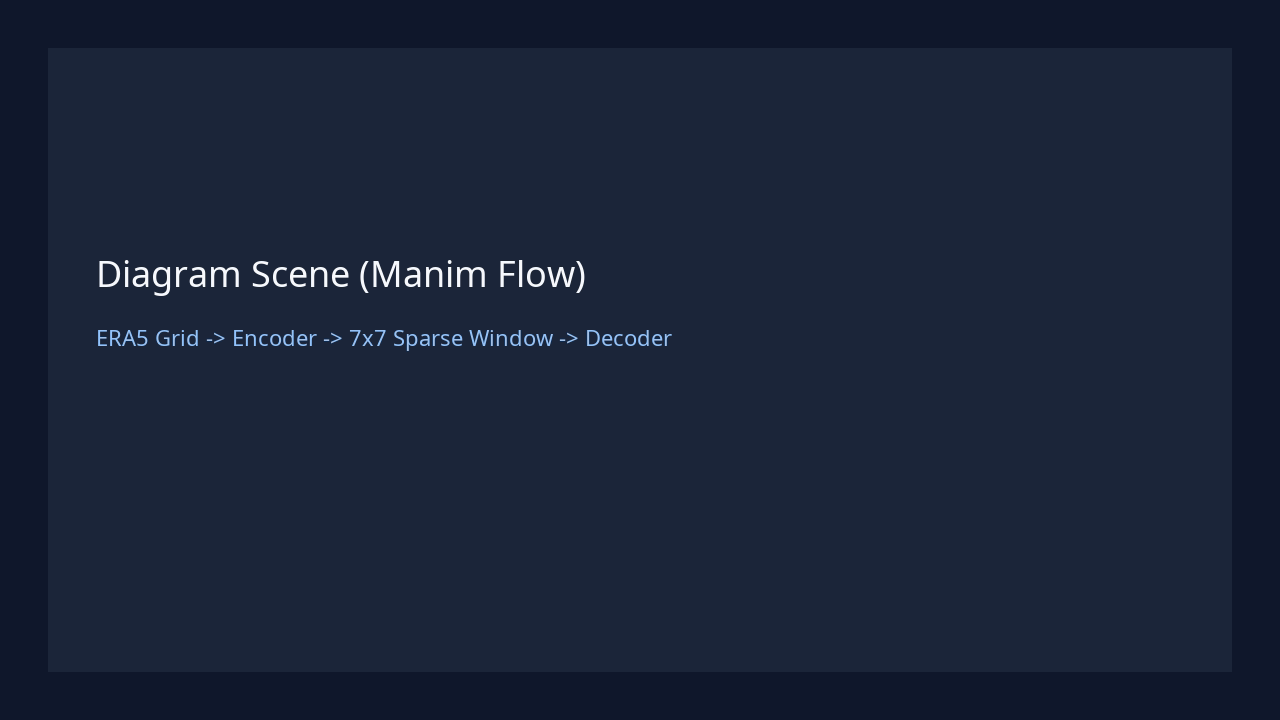 Diagram Scene (Manim Flow)
ERA5 Grid -> Encoder -> 7x7 Sparse Window -> Decoder